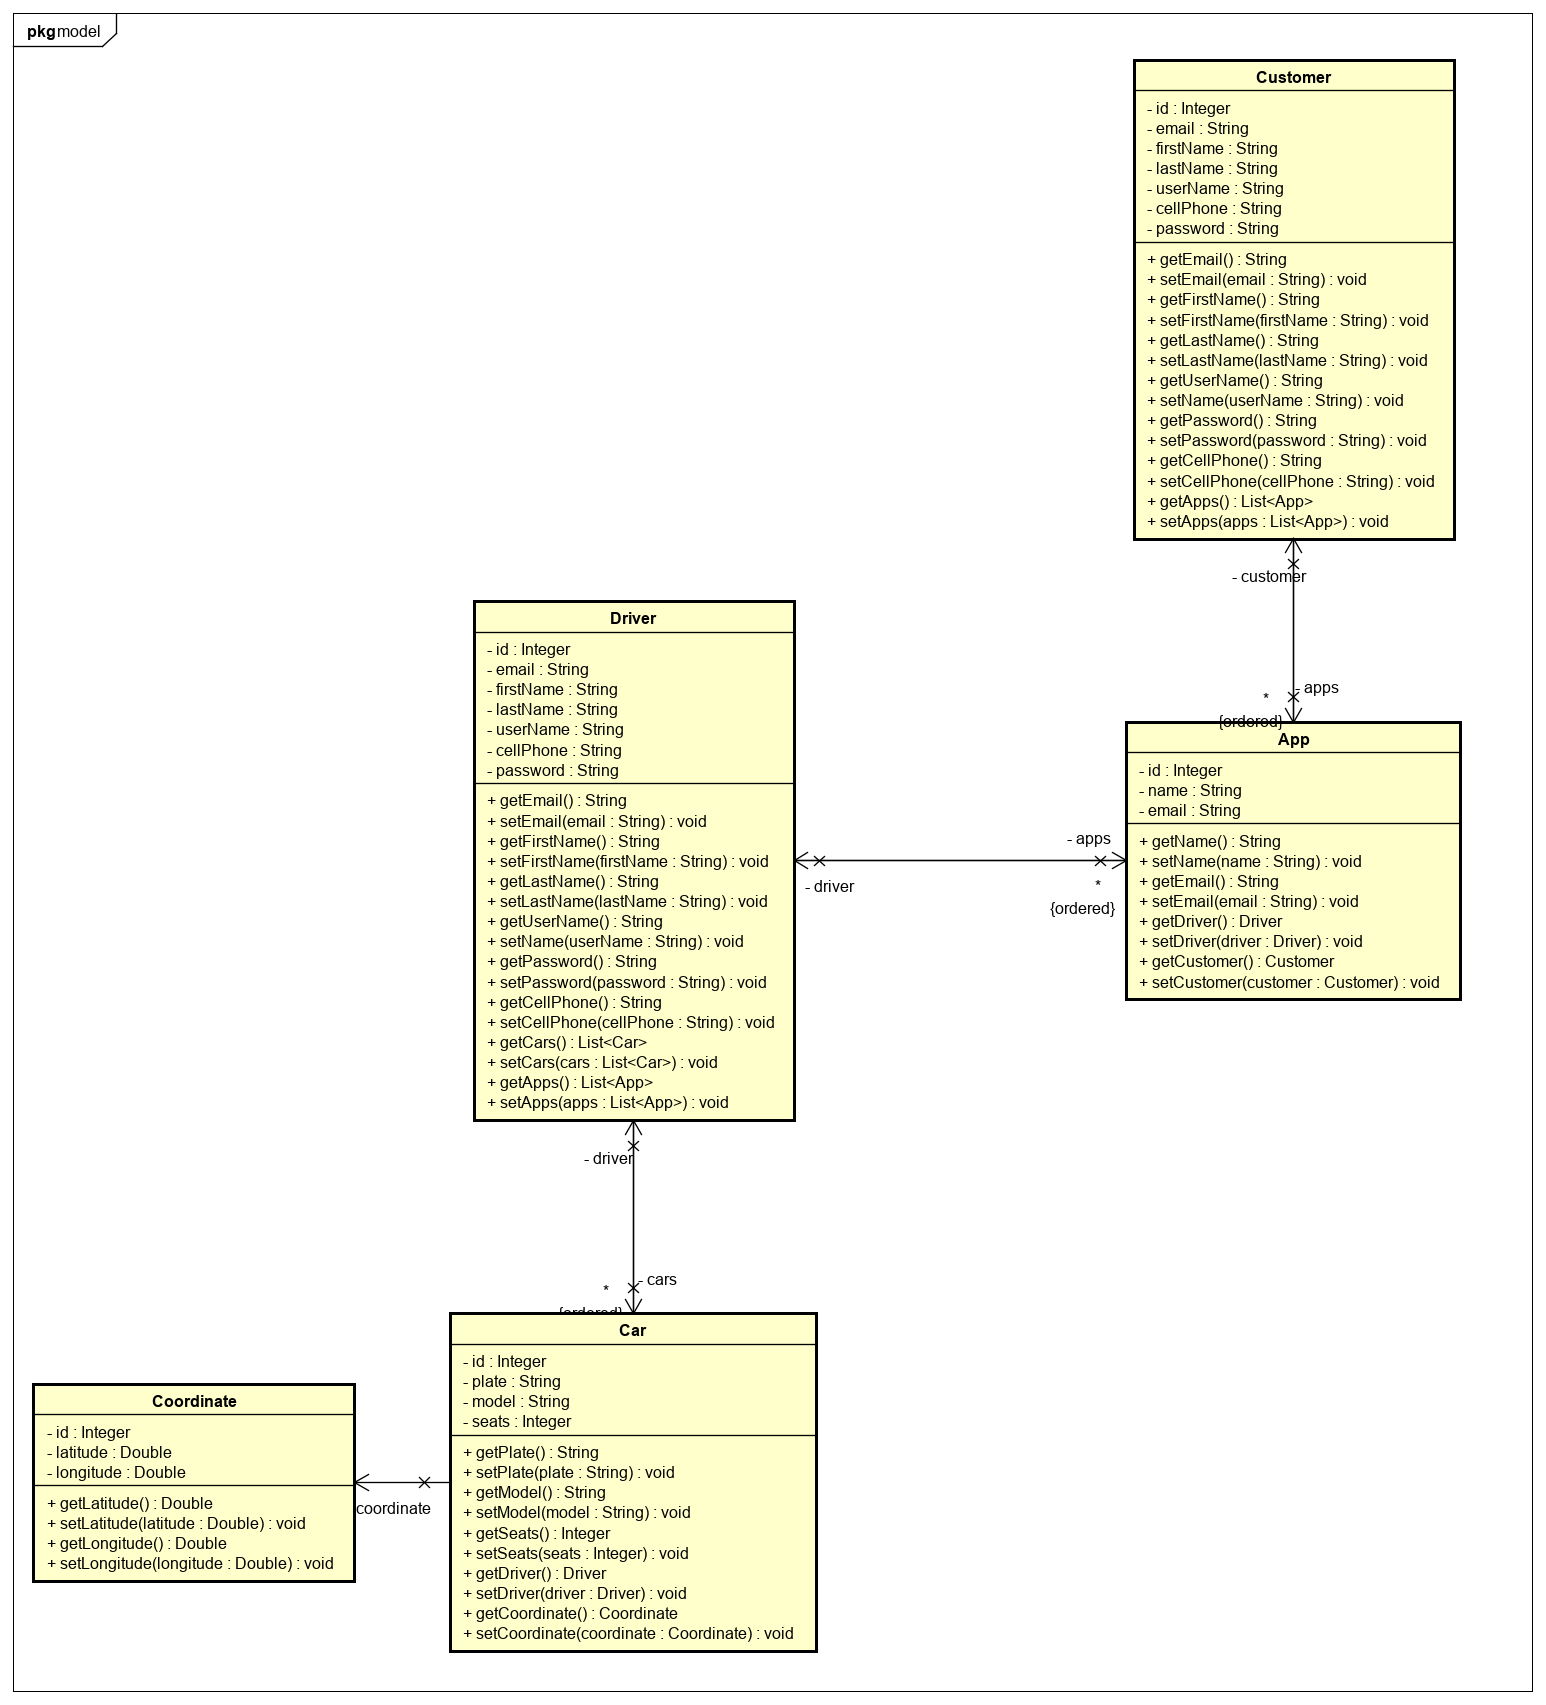 pkg model
Customer
- id : Integer
- email : String
- firstName : String
- lastName : String
- userName : String
- cellPhone : String
- password : String
+ getEmail() : String
+ setEmail(email : String) : void
+ getFirstName() : String
+ setFirstName(firstName : String) : void
+ getLastName() : String
+ setLastName(lastName : String) : void
+ getUserName() : String
+ setName(userName : String) : void
+ getPassword() : String
+ setPassword(password : String) : void
+ getCellPhone() : String
+ setCellPhone(cellPhone : String) : void
+ getApps() : List<App>
+ setApps(apps : List<App>) : void
- customer
- apps
*
{ordered}
Driver
- id : Integer
- email : String
- firstName : String
- lastName : String
- userName : String
- cellPhone : String
- password : String
+ getEmail() : String
+ setEmail(email : String) : void
+ getFirstName() : String
+ setFirstName(firstName : String) : void
+ getLastName() : String
+ setLastName(lastName : String) : void
+ getUserName() : String
+ setName(userName : String) : void
+ getPassword() : String
+ setPassword(password : String) : void
+ getCellPhone() : String
+ setCellPhone(cellPhone : String) : void
+ getCars() : List<Car>
+ setCars(cars : List<Car>) : void
+ getApps() : List<App>
+ setApps(apps : List<App>) : void
- apps
- driver
*
{ordered}
App
- id : Integer
- name : String
- email : String
+ getName() : String
+ setName(name : String) : void
+ getEmail() : String
+ setEmail(email : String) : void
+ getDriver() : Driver
+ setDriver(driver : Driver) : void
+ getCustomer() : Customer
+ setCustomer(customer : Customer) : void
- driver
- cars
*
{ordered}
Car
- id : Integer
- plate : String
- model : String
- seats : Integer
+ getPlate() : String
+ setPlate(plate : String) : void
+ getModel() : String
+ setModel(model : String) : void
+ getSeats() : Integer
+ setSeats(seats : Integer) : void
+ getDriver() : Driver
+ setDriver(driver : Driver) : void
+ getCoordinate() : Coordinate
+ setCoordinate(coordinate : Coordinate) : void
Coordinate
- id : Integer
- latitude : Double
- longitude : Double
+ getLatitude() : Double
+ setLatitude(latitude : Double) : void
+ getLongitude() : Double
+ setLongitude(longitude : Double) : void
coordinate